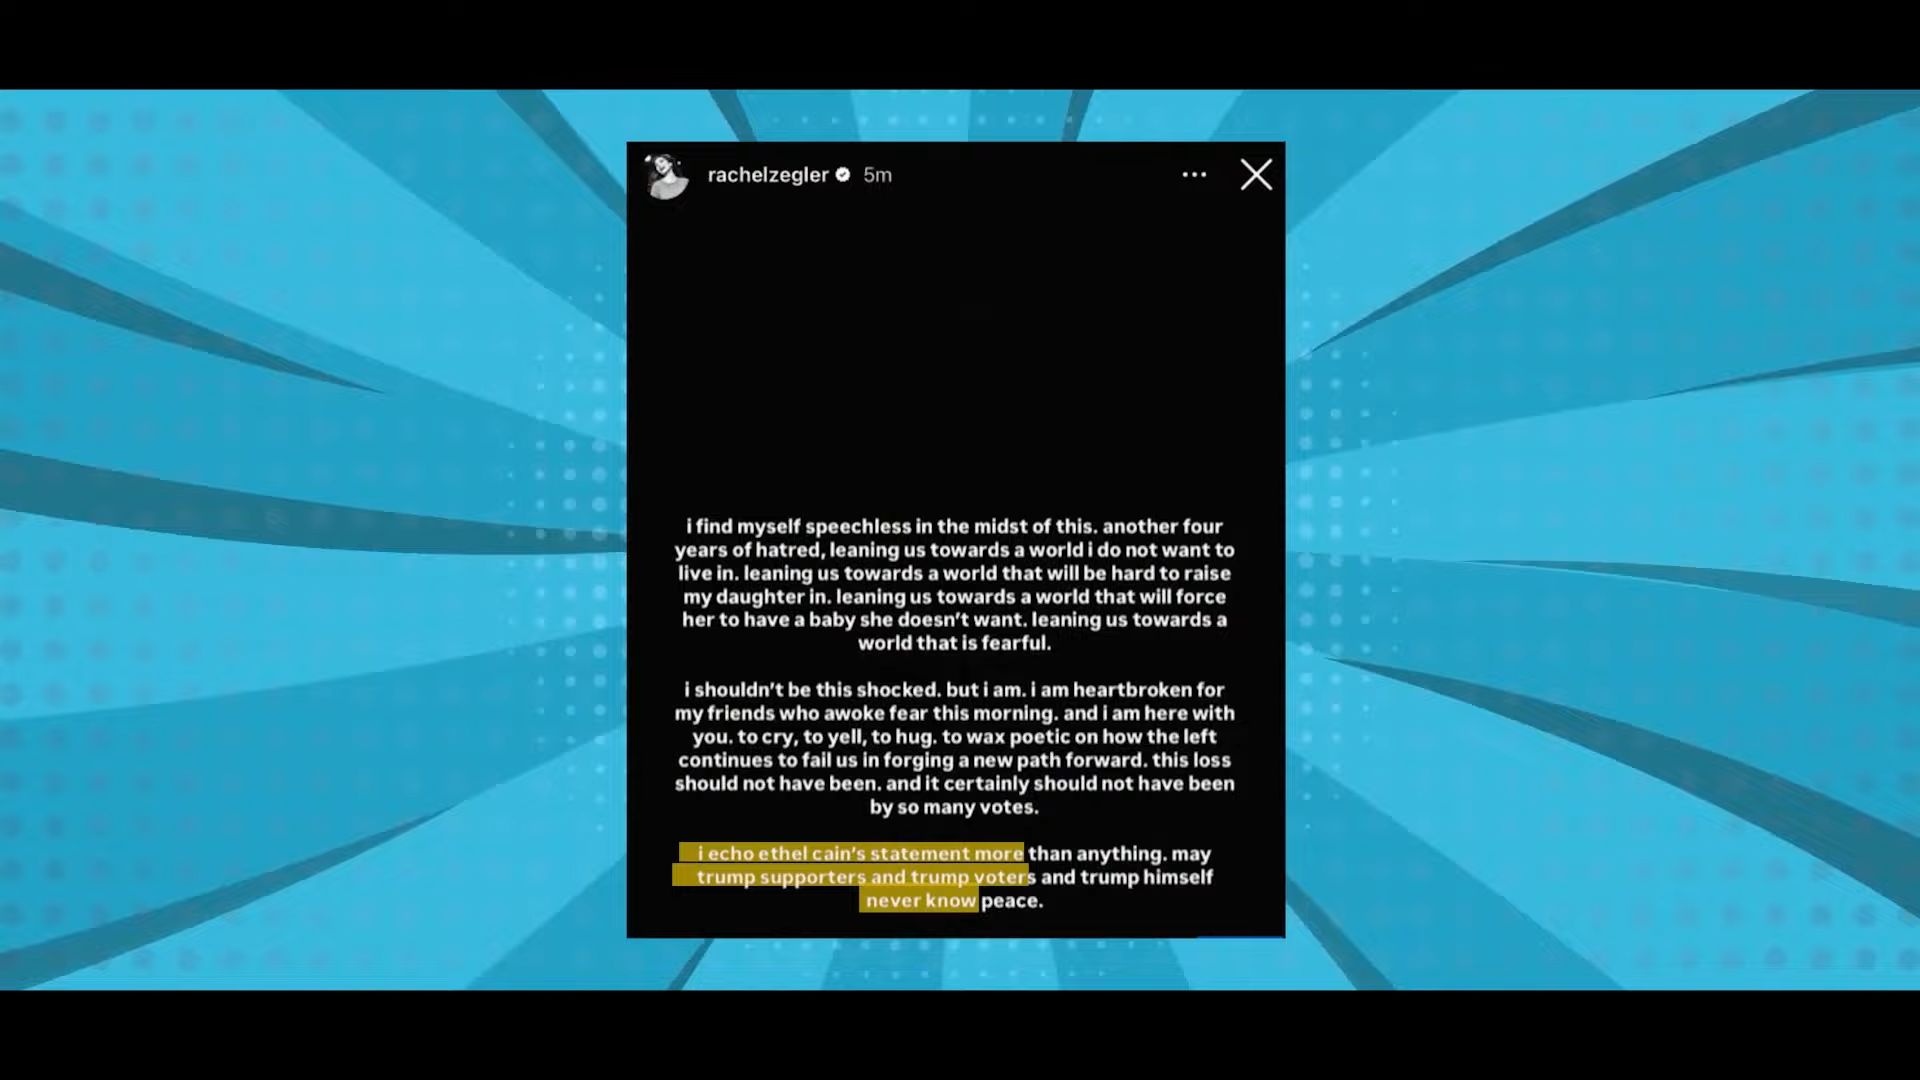 rachelzegler 5m
i find myself speechless in the midst of this. another four
years of hatred, leaning us towards a world i do not want to
live in. leaning us towards a world that will be hard to raise
my daughter in. leaning us towards a world that will force
her to have a baby she doesn't want. leaning us towards a
world that is fearful.
i shouldn't be this shocked. but i am. i am heartbroken for
my friends who awoke fear this morning. and i am here with
you. to cry, to yell, to hug. to wax poetic on how the left
continues to fail us in forging a new path forward. this loss
should not have been. and it certainly should not have been
by so many votes.
i echo ethel cain's statement more than anything. may
trump supporters and trump voters and trump himself
never know peace.